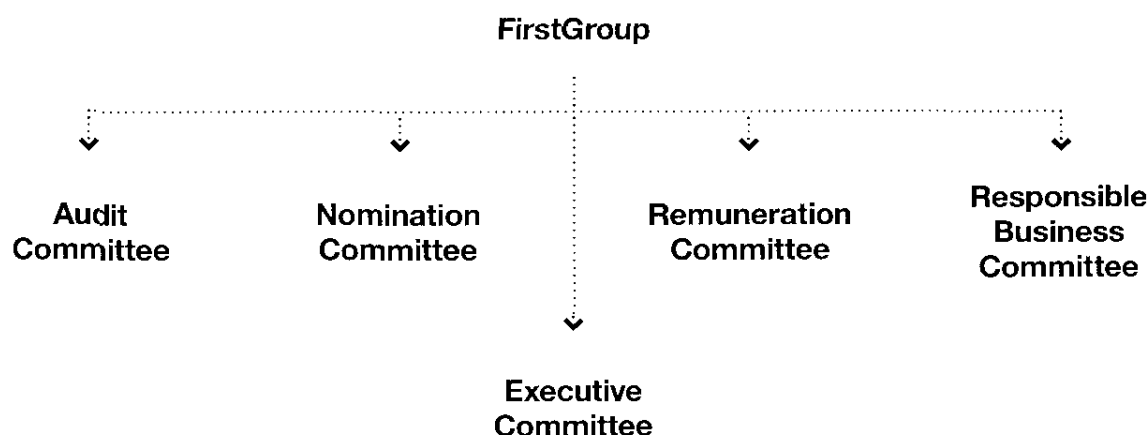 FirstGroup
Audit
Committee
Nomination
Committee
Remuneration
Committee
Responsible
Business
Committee
Executive
Committee